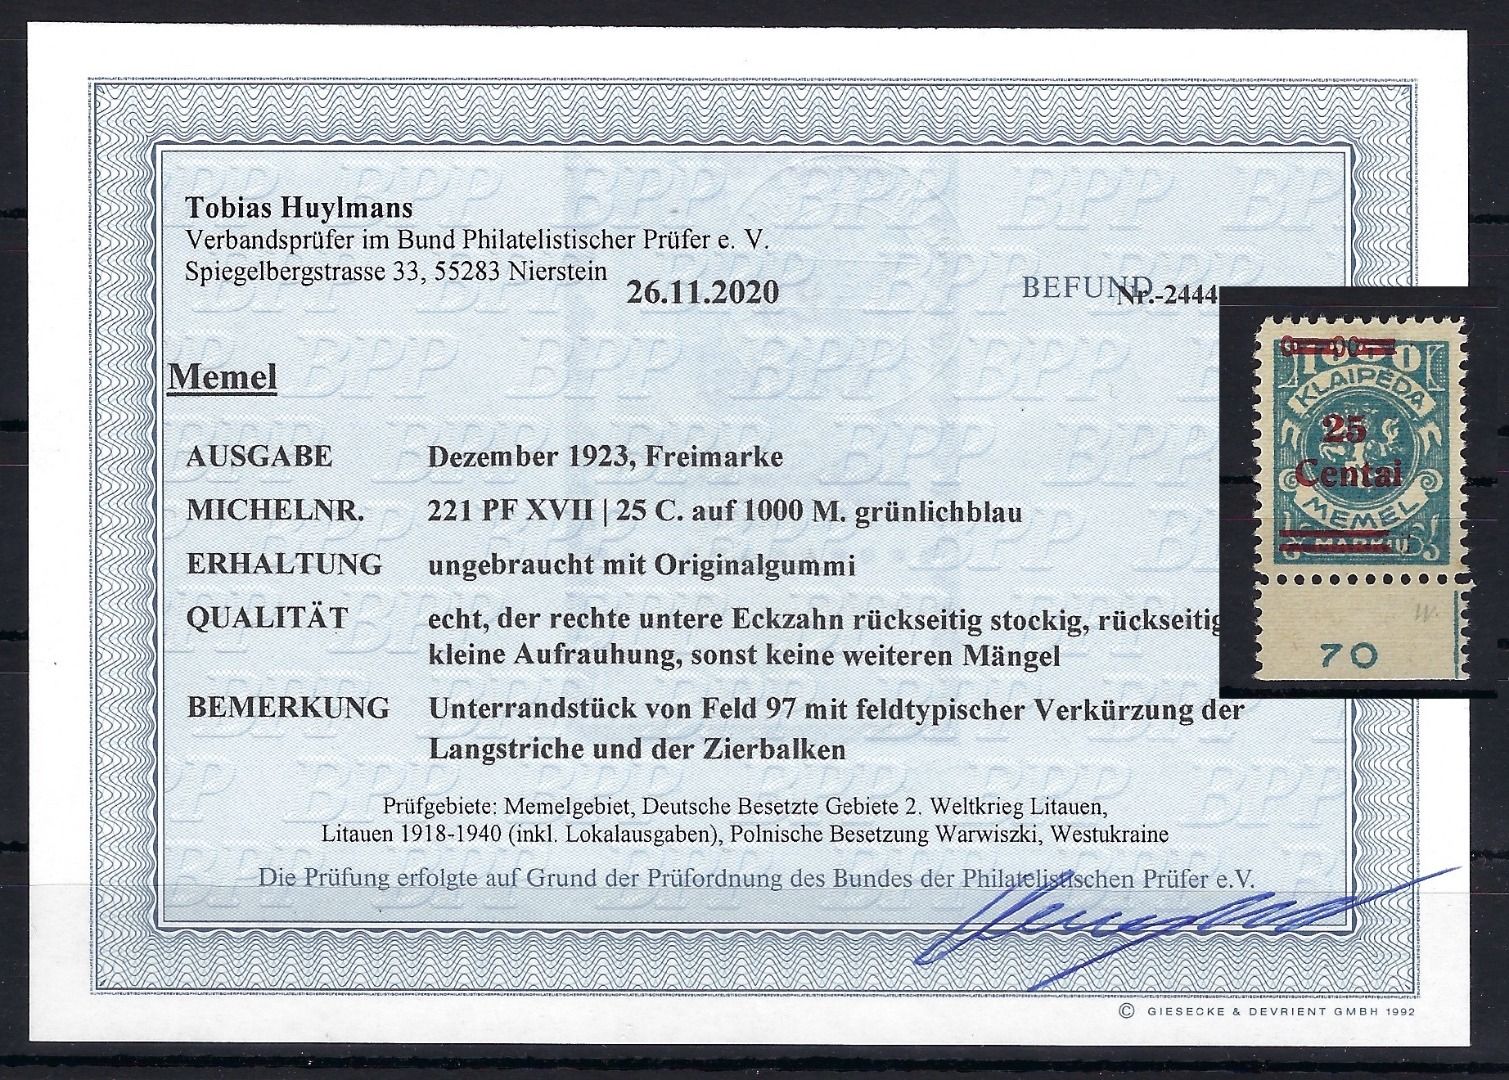 Tobias Huylmans
Verbandsprüfer im Bund Philatelistischer Prüfer e. V.
Spiegelbergstrasse 33, 55283 Nierstein
26.11.2020
BEFUND Nr.-2444
Memel
AUSGABE Dezember 1923, Freimarke
MICHELNR. 221 PF XVII | 25 C. auf 1000 M. grünlichblau
ERHALTUNG ungebraucht mit Originalgummi
QUALITÄT echt, der rechte untere Eckzahn rückseitig stockig, rückseitig
kleine Aufrauhung, sonst keine weiteren Mängel
BEMERKUNG Unterrandstück von Feld 97 mit feldtypischer Verkürzung der
Langstriche und der Zierbalken
Prüfgebiete: Memelgebiet, Deutsche Besetzte Gebiete 2. Weltkrieg Litauen,
Litauen 1918-1940 (inkl. Lokalausgaben), Polnische Besetzung Warwiszki, Westukraine
Die Prüfung erfolgte auf Grund der Prüfordnung des Bundes der Philatelistischen Prüfer e.V.
© GIESECKE & DEVRIENT GMBH 1992
KLAIPĖDA
25
Centai
MEMEL
70